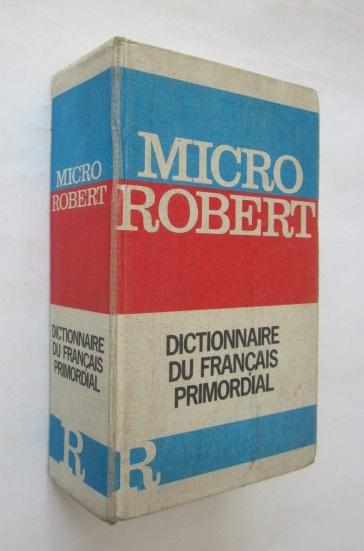 MICRO
ROBERT
DICTIONNAIRE
DU FRANÇAIS
PRIMORDIAL
R
MICRO
ROBERT
DICTIONNAIRE
DU FRANÇAIS
PRIMORDIAL
R